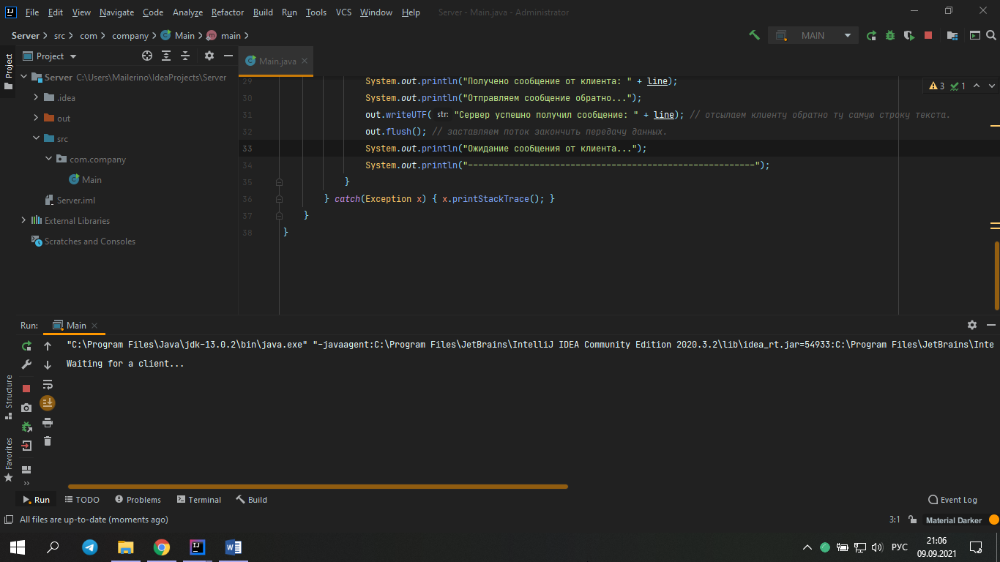 File Edit View Navigate Code Analyze Refactor Build Run Tools VCS Window Help Server - Main.java - Administrator
Server src com company Main main MAIN
Project Main.java
Server C:\Users\Mailerino\IdeaProjects\Server
.idea
out
src
com.company
Main
Server.iml
External Libraries
Scratches and Consoles
3 1
29 System.out.println("Получено сообщение от клиента: " + line);
30 System.out.println("Отправляем сообщение обратно...");
31 out.writeUTF( str: "Сервер успешно получил сообщение: " + line); // отсылаем клиенту обратно ту самую строку текста.
32 out.flush(); // заставляем поток закончить передачу данных.
33 System.out.println("Ожидание сообщения от клиента...");
34 System.out.println("--------------------------------------------------------");
35 }
36 } catch(Exception x) { x.printStackTrace(); }
37 }
38 }
Project
Structure
Favorites
Run: Main
"C:\Program Files\Java\jdk-13.0.2\bin\java.exe" "-javaagent:C:\Program Files\JetBrains\IntelliJ IDEA Community Edition 2020.3.2\lib\idea_rt.jar=54933:C:\Program Files\JetBrains\Inte
Waiting for a client...
Run TODO Problems Terminal Build Event Log
All files are up-to-date (moments ago) 3:1 Material Darker
РУС 21:06
09.09.2021